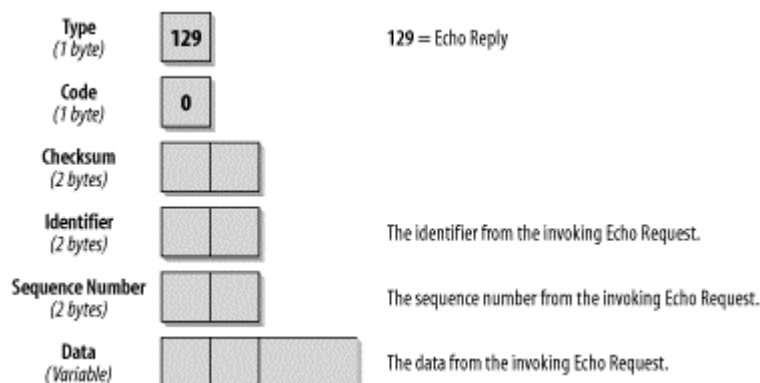 Type
(1 byte)
129
129 = Echo Reply
Code
(1 byte)
0
Checksum
(2 bytes)
Identifier
(2 bytes)
The identifier from the invoking Echo Request.
Sequence Number
(2 bytes)
The sequence number from the invoking Echo Request.
Data
(Variable)
The data from the invoking Echo Request.